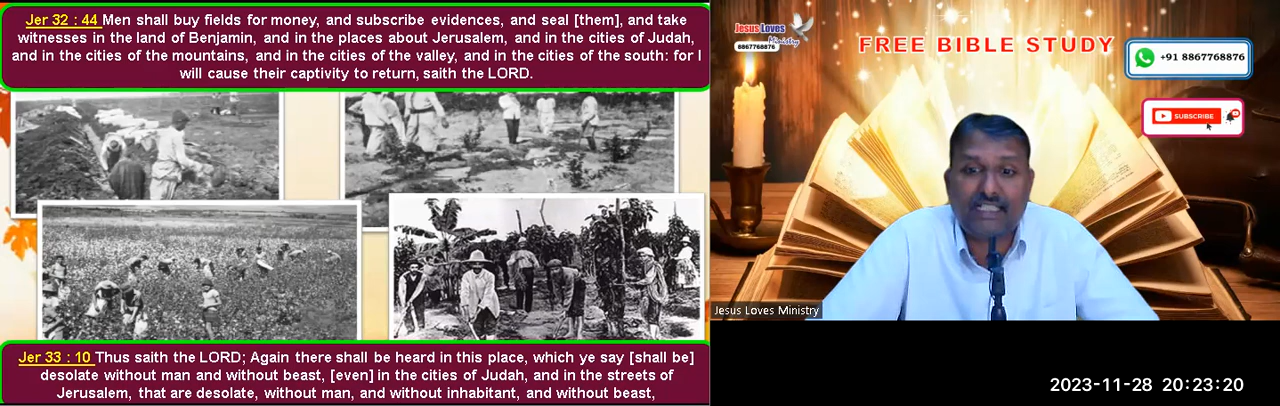 Jer 32 : 44 Men shall buy fields for money, and subscribe evidences, and seal [them], and take
witnesses in the land of Benjamin, and in the places about Jerusalem, and in the cities of Judah,
and in the cities of the mountains, and in the cities of the valley, and in the cities of the south: for I
will cause their captivity to return, saith the LORD.
Jer 33 : 10 Thus saith the LORD; Again there shall be heard in this place, which ye say [shall be]
desolate without man and without beast, [even] in the cities of Judah, and in the streets of
Jerusalem, that are desolate, without man, and without inhabitant, and without beast,
Jesus Loves
Ministry
8867768876
FREE BIBLE STUDY
+91 8867768876
SUBSCRIBE
Jesus Loves Ministry
2023-11-28 20:23:20